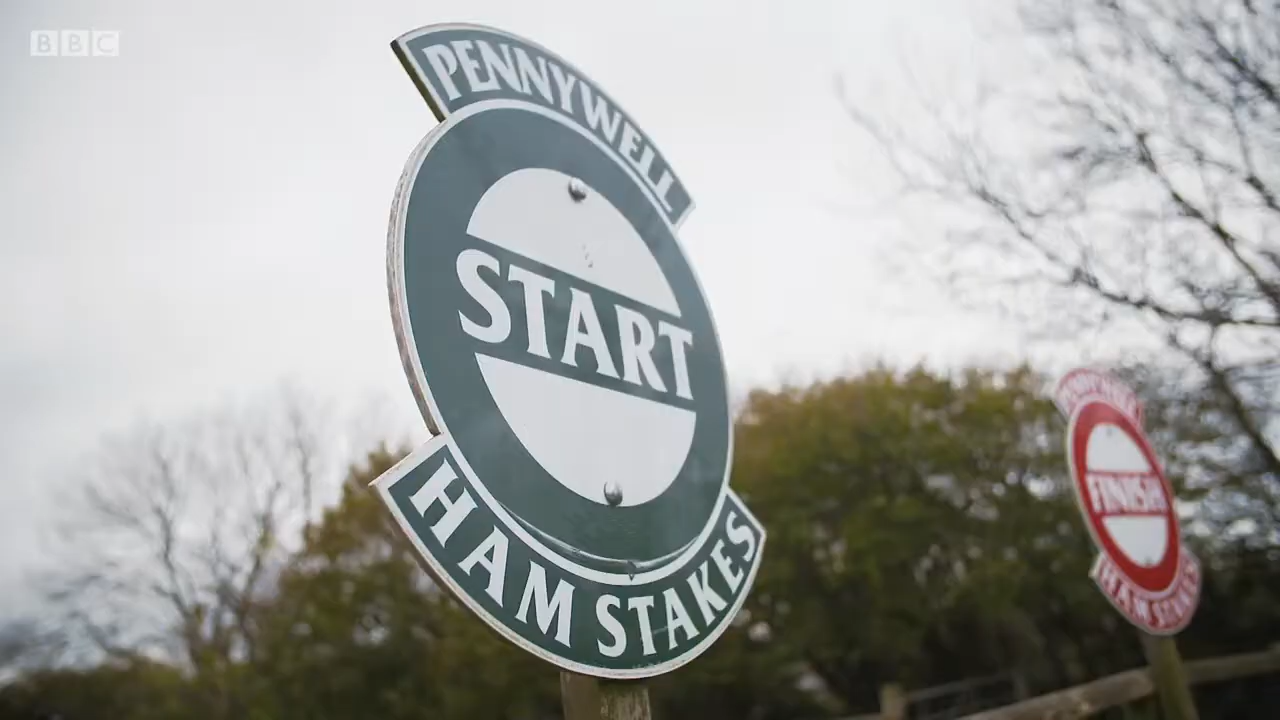 BBC
PENNYWELL
START
HAM STAKES
FINISH
HAM STAKES